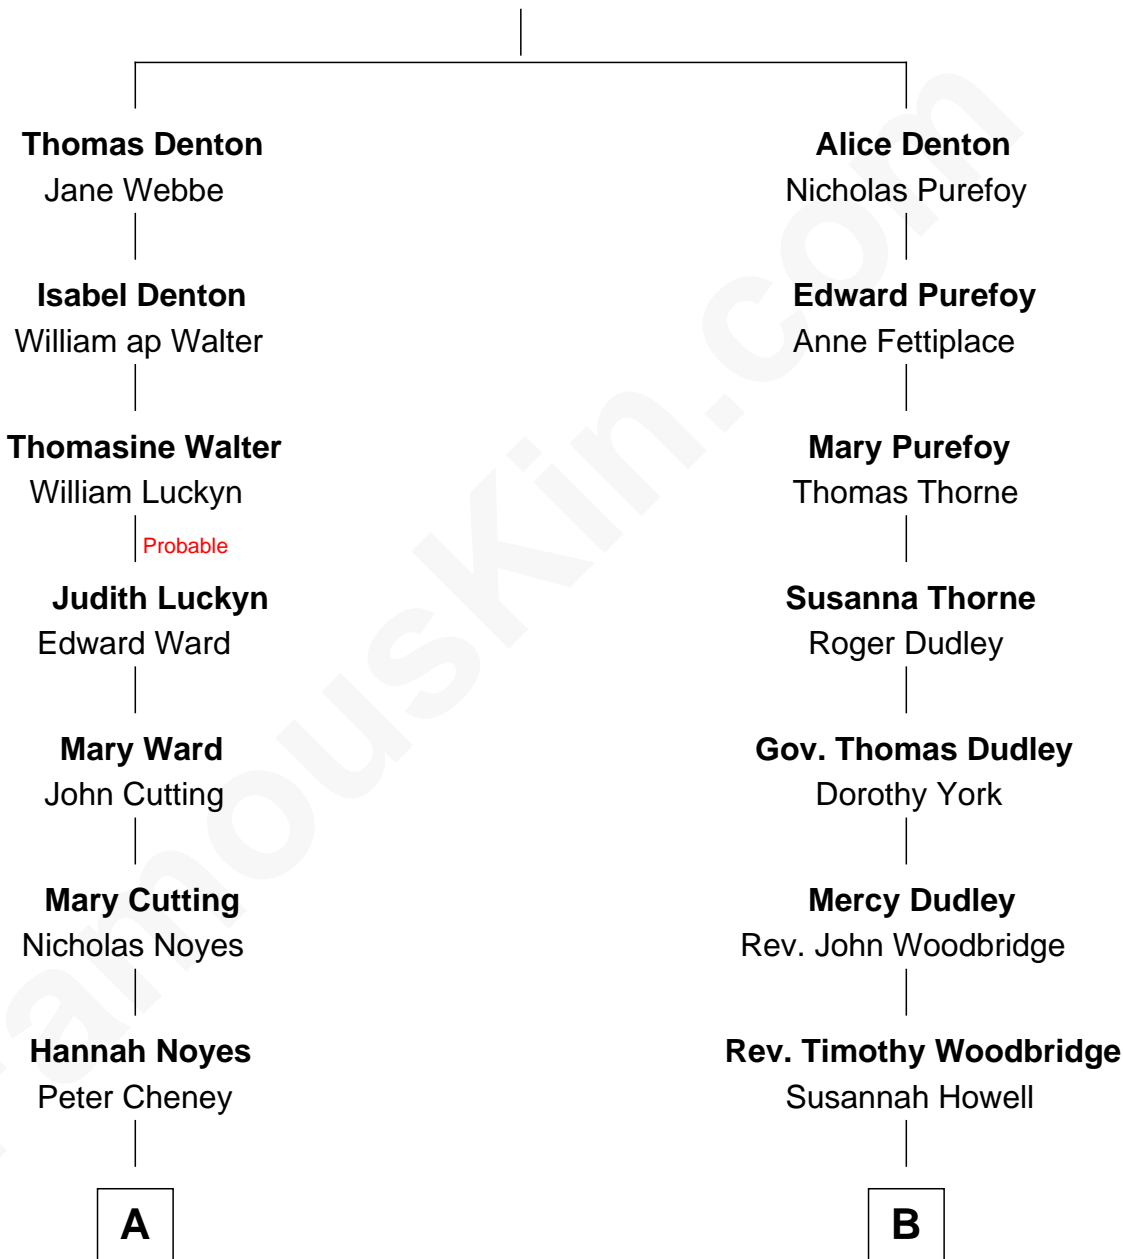 Thomas Denton
Jane Webbe
Isabel Denton
William ap Walter
Thomasine Walter
William Luckyn
Probable
Judith Luckyn
Edward Ward
Mary Ward
John Cutting
Mary Cutting
Nicholas Noyes
Hannah Noyes
Peter Cheney
A
Alice Denton
Nicholas Purefoy
Edward Purefoy
Anne Fettiplace
Mary Purefoy
Thomas Thorne
Susanna Thorne
Roger Dudley
Gov. Thomas Dudley
Dorothy York
Mercy Dudley
Rev. John Woodbridge
Rev. Timothy Woodbridge
Susannah Howell
B
FamousKin.com